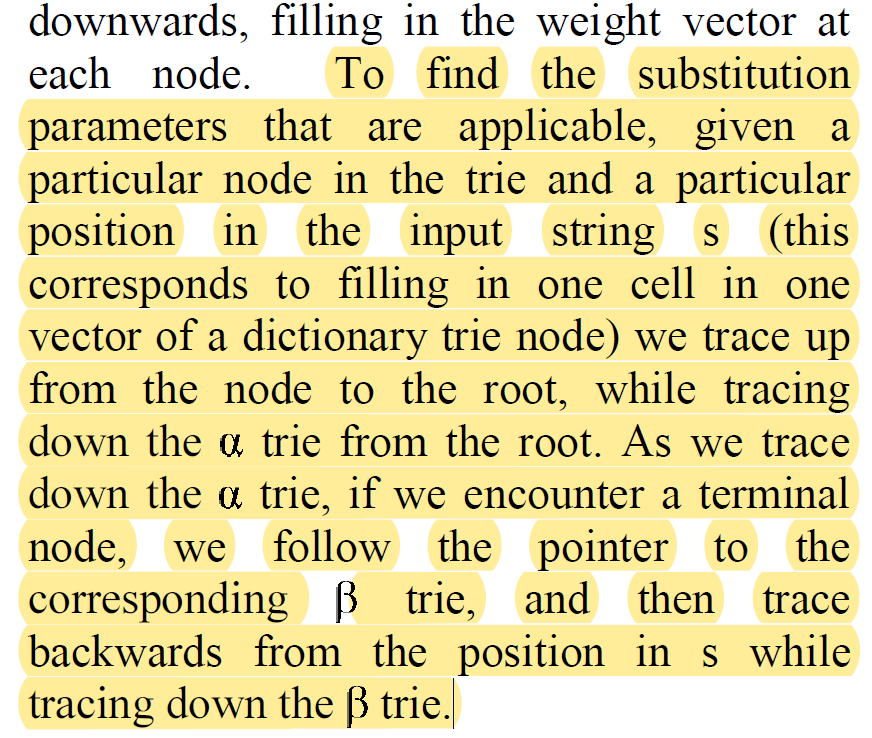 downwards, filling in the weight vector at
each node. To find the substitution
parameters that are applicable, given a
particular node in the trie and a particular
position in the input string s (this
corresponds to filling in one cell in one
vector of a dictionary trie node) we trace up
from the node to the root, while tracing
down the α trie from the root. As we trace
down the α trie, if we encounter a terminal
node, we follow the pointer to the
corresponding β trie, and then trace
backwards from the position in s while
tracing down the β trie.